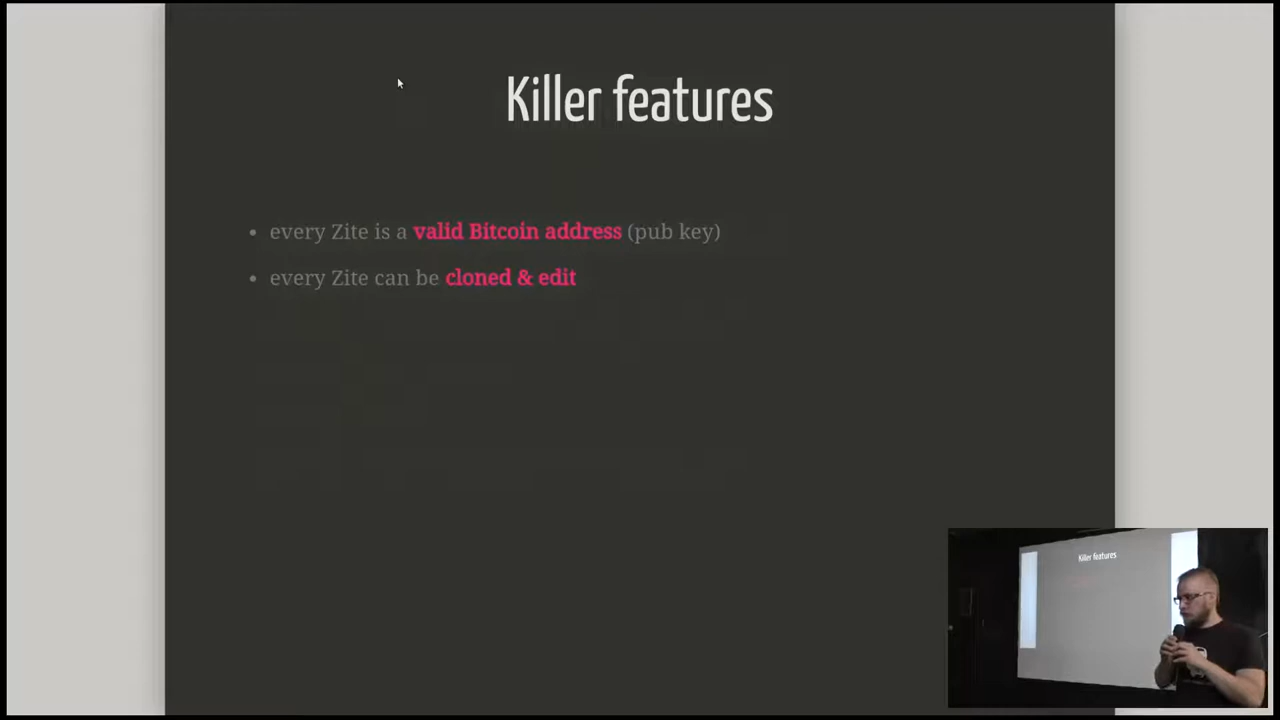 Killer features
• every Zite is a valid Bitcoin address (pub key)
• every Zite can be cloned & edit
Killer features